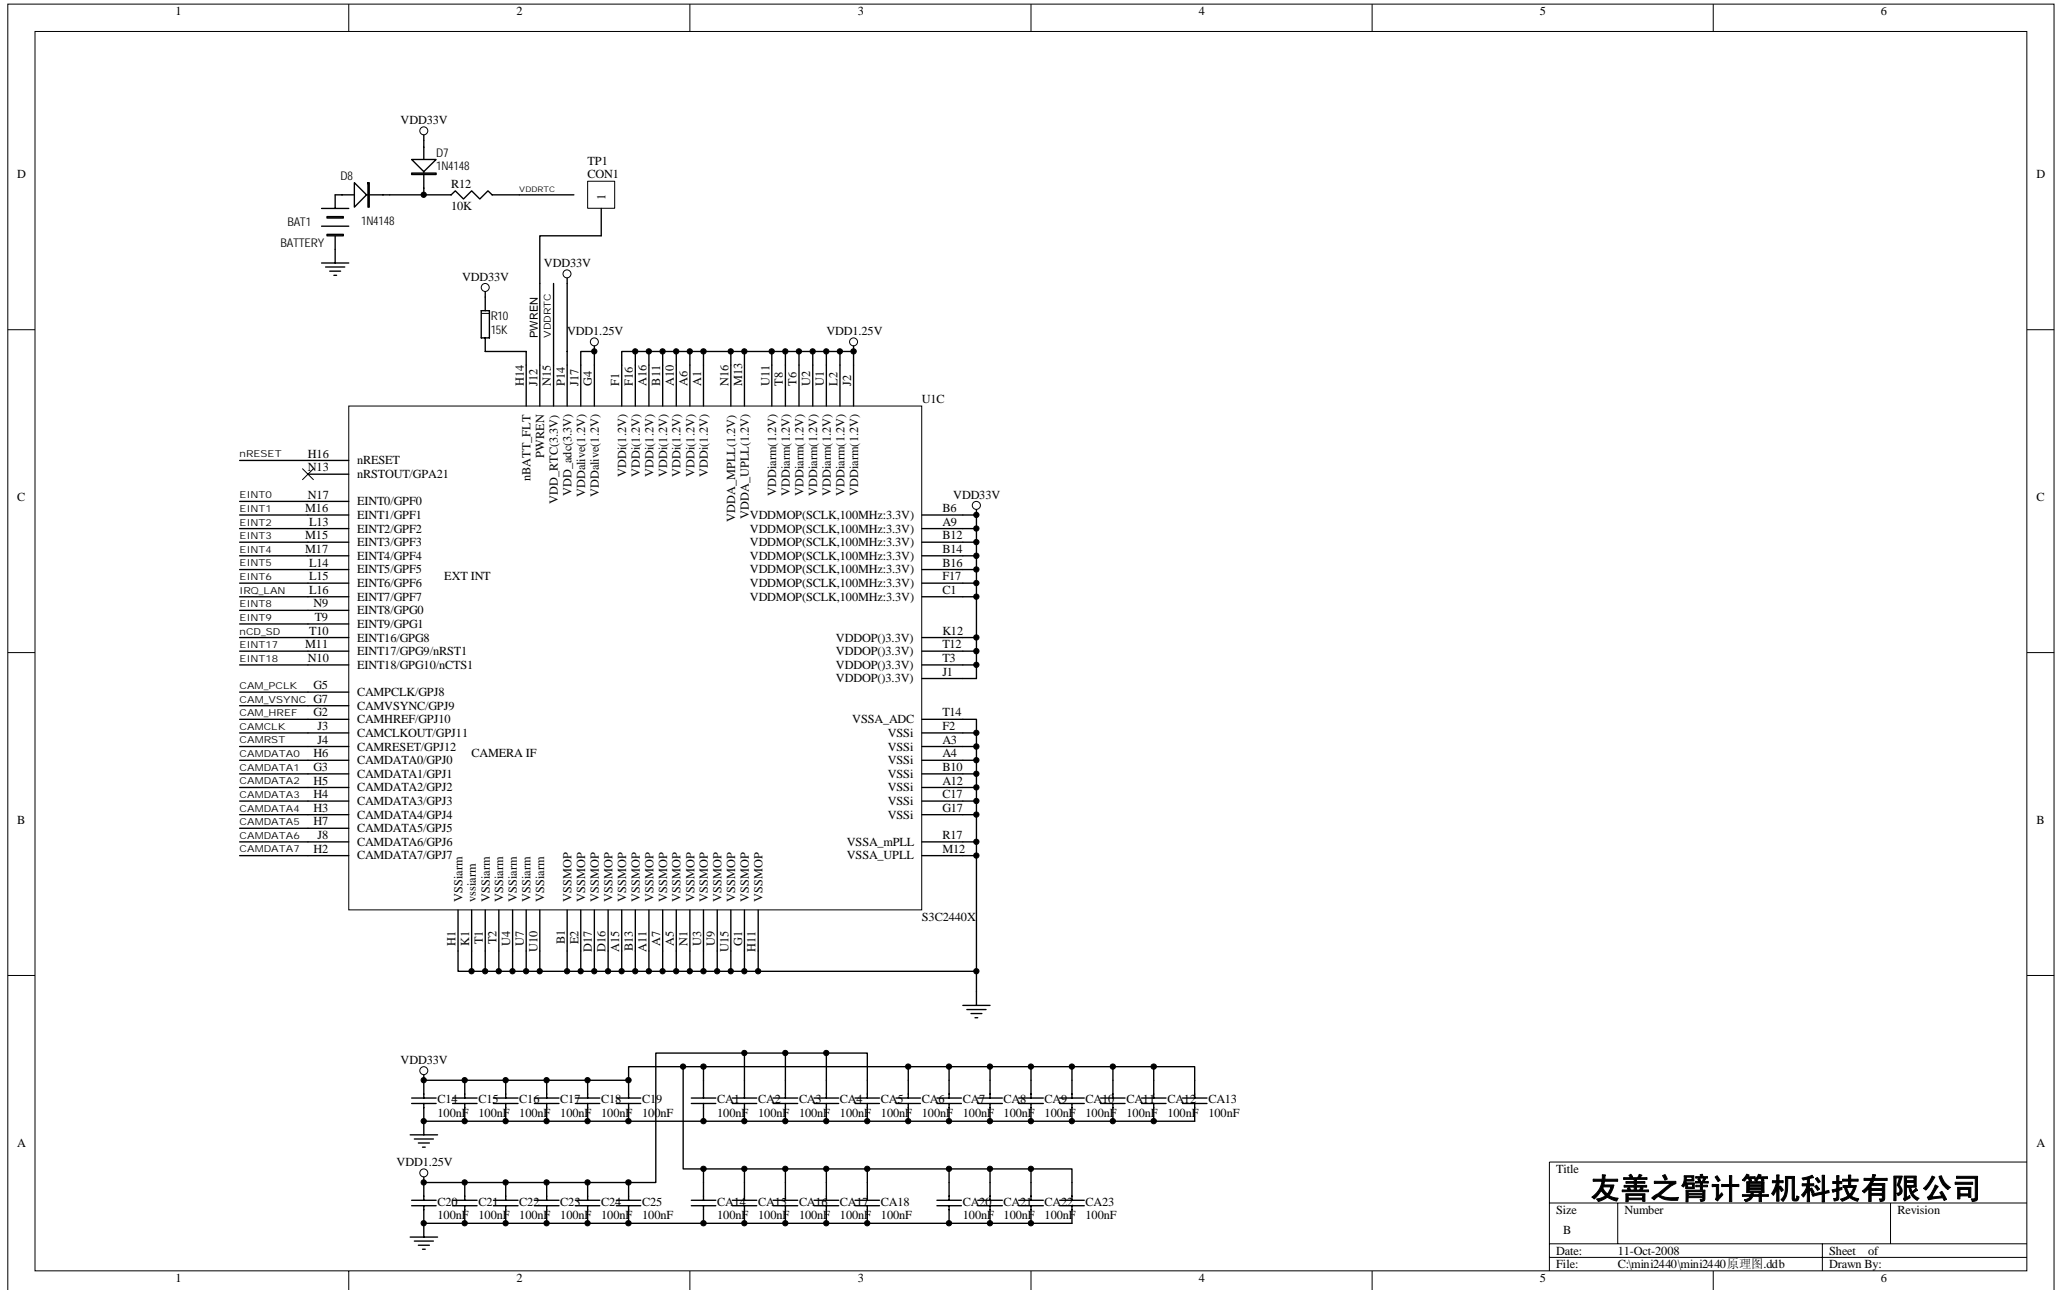 1 2 3 4 5 6
D D
C C
B B
A A
VDD33V
D7
1N4148
D8
1N4148
R12
10K
VDDRTC
TP1
CON1
1
BAT1
BATTERY
VDD33V
R10
15K
PWREN
VDDRTC
VDD33V
VDD1.25V
VDD1.25V
H14 J12 N15 P14 J17 G4 F1 F16 A16 B11 A10 A6 A1 N16 M13 U11 T8 T6 U2 U1 L2 J2
U1C
nBATT_FLT
PWREN
VDD_RTC(3.3V)
VDD_adc(3.3V)
VDDalive(1.2V)
VDDalive(1.2V)
VDDi(1.2V)
VDDi(1.2V)
VDDi(1.2V)
VDDi(1.2V)
VDDi(1.2V)
VDDi(1.2V)
VDDi(1.2V)
VDDA_MPLL(1.2V)
VDDA_UPLL(1.2V)
VDDiarm(1.2V)
VDDiarm(1.2V)
VDDiarm(1.2V)
VDDiarm(1.2V)
VDDiarm(1.2V)
VDDiarm(1.2V)
VDDiarm(1.2V)
nRESET H16 nRESET
N13 nRSTOUT/GPA21
EINT0 N17 EINT0/GPF0
EINT1 M16 EINT1/GPF1
EINT2 L13 EINT2/GPF2
EINT3 M15 EINT3/GPF3
EINT4 M17 EINT4/GPF4
EINT5 L14 EINT5/GPF5
EINT6 L15 EINT6/GPF6
IRQ_LAN L16 EINT7/GPF7
EINT8 N9 EINT8/GPG0
EINT9 T9 EINT9/GPG1
nCD_SD T10 EINT16/GPG8
EINT17 M11 EINT17/GPG9/nRST1
EINT18 N10 EINT18/GPG10/nCTS1
EXT INT
CAM_PCLK G5 CAMPCLK/GPJ8
CAM_VSYNC G7 CAMVSYNC/GPJ9
CAM_HREF G2 CAMHREF/GPJ10
CAMCLK J3 CAMCLKOUT/GPJ11
CAMRST J4 CAMRESET/GPJ12
CAMDATA0 H6 CAMDATA0/GPJ0
CAMDATA1 G3 CAMDATA1/GPJ1
CAMDATA2 H5 CAMDATA2/GPJ2
CAMDATA3 H4 CAMDATA3/GPJ3
CAMDATA4 H3 CAMDATA4/GPJ4
CAMDATA5 H7 CAMDATA5/GPJ5
CAMDATA6 J8 CAMDATA6/GPJ6
CAMDATA7 H2 CAMDATA7/GPJ7
CAMERA IF
VDD33V
VDDMOP(SCLK,100MHz:3.3V) B6
VDDMOP(SCLK,100MHz:3.3V) A9
VDDMOP(SCLK,100MHz:3.3V) B12
VDDMOP(SCLK,100MHz:3.3V) B14
VDDMOP(SCLK,100MHz:3.3V) B16
VDDMOP(SCLK,100MHz:3.3V) F17
VDDMOP(SCLK,100MHz:3.3V) C1
VDDOP()3.3V) K12
VDDOP()3.3V) T12
VDDOP()3.3V) T3
VDDOP()3.3V) J1
VSSA_ADC T14
VSSi F2
VSSi A3
VSSi A4
VSSi B10
VSSi A12
VSSi C17
VSSi G17
VSSA_mPLL R17
VSSA_UPLL M12
VSSiarm vssiarm VSSiarm VSSiarm VSSiarm VSSiarm VSSiarm
VSSMOP VSSMOP VSSMOP VSSMOP VSSMOP VSSMOP VSSMOP VSSMOP VSSMOP VSSMOP VSSMOP VSSMOP VSSMOP VSSMOP VSSMOP
S3C2440X
H1 K1 T1 T2 U4 U7 U10 B1 E2 D17 D16 A15 B13 A11 A7 A5 N1 U3 U9 U15 G1 H11
VDD33V
C14 C15 C16 C17 C18 C19 CA1 CA2 CA3 CA4 CA5 CA6 CA7 CA8 CA9 CA10 CA11 CA12 CA13
100nF 100nF 100nF 100nF 100nF 100nF 100nF 100nF 100nF 100nF 100nF 100nF 100nF 100nF 100nF 100nF 100nF 100nF 100nF
VDD1.25V
C20 C21 C22 C23 C24 C25 CA14 CA15 CA16 CA17 CA18 CA20 CA21 CA22 CA23
100nF 100nF 100nF 100nF 100nF 100nF 100nF 100nF 100nF 100nF 100nF 100nF 100nF 100nF 100nF
Title
友善之臂计算机科技有限公司
Size Number Revision
B
Date: 11-Oct-2008 Sheet of
File: C:\mini2440\mini2440原理图.ddb Drawn By:
1 2 3 4 5 6